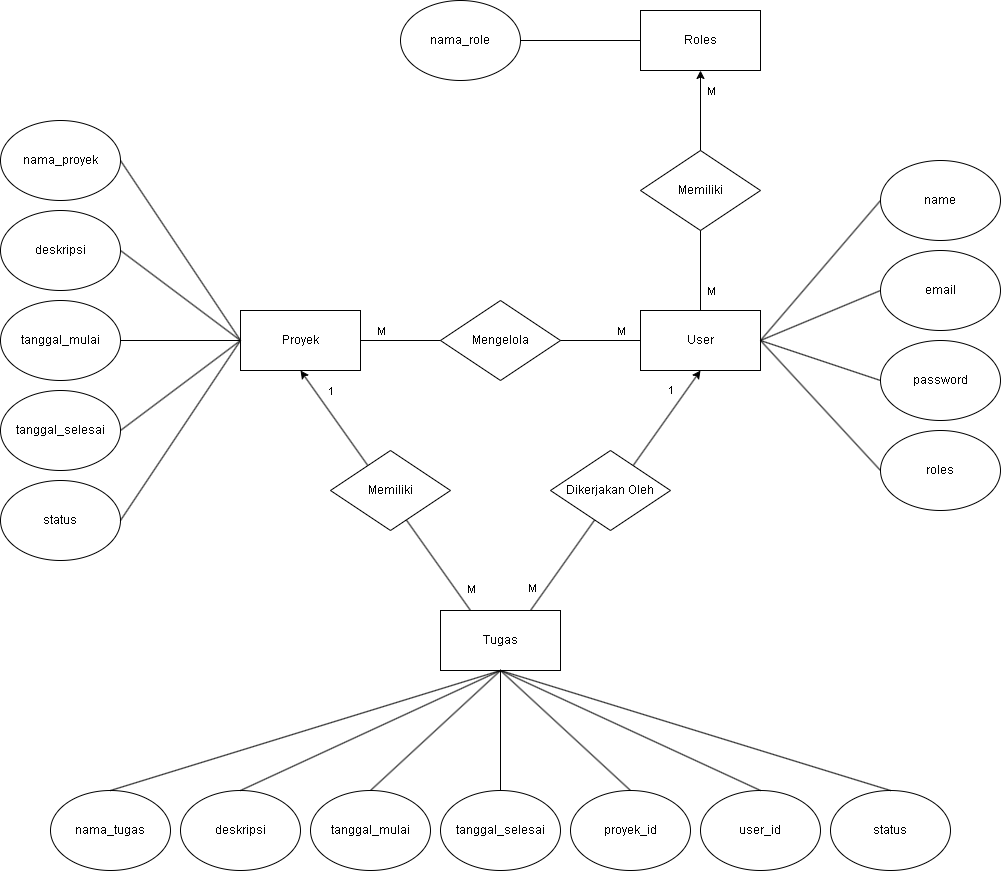 nama_role
Roles
M
Memiliki
M
nama_proyek
deskripsi
tanggal_mulai
tanggal_selesai
status
Proyek
M
Mengelola
M
User
name
email
password
roles
1
Memiliki
M
1
Dikerjakan Oleh
M
Tugas
nama_tugas
deskripsi
tanggal_mulai
tanggal_selesai
proyek_id
user_id
status